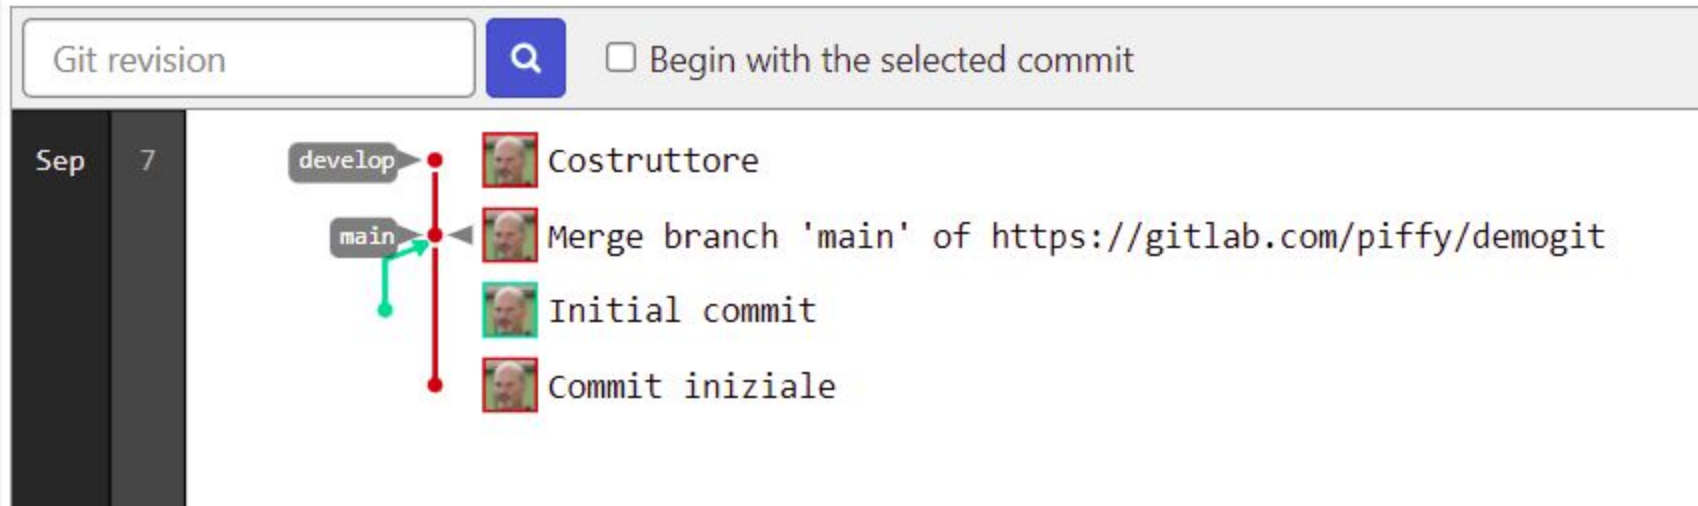 Git revision
Begin with the selected commit
Sep 7 develop Costruttore
main Merge branch 'main' of https://gitlab.com/piffy/demogit
Initial commit
Commit iniziale